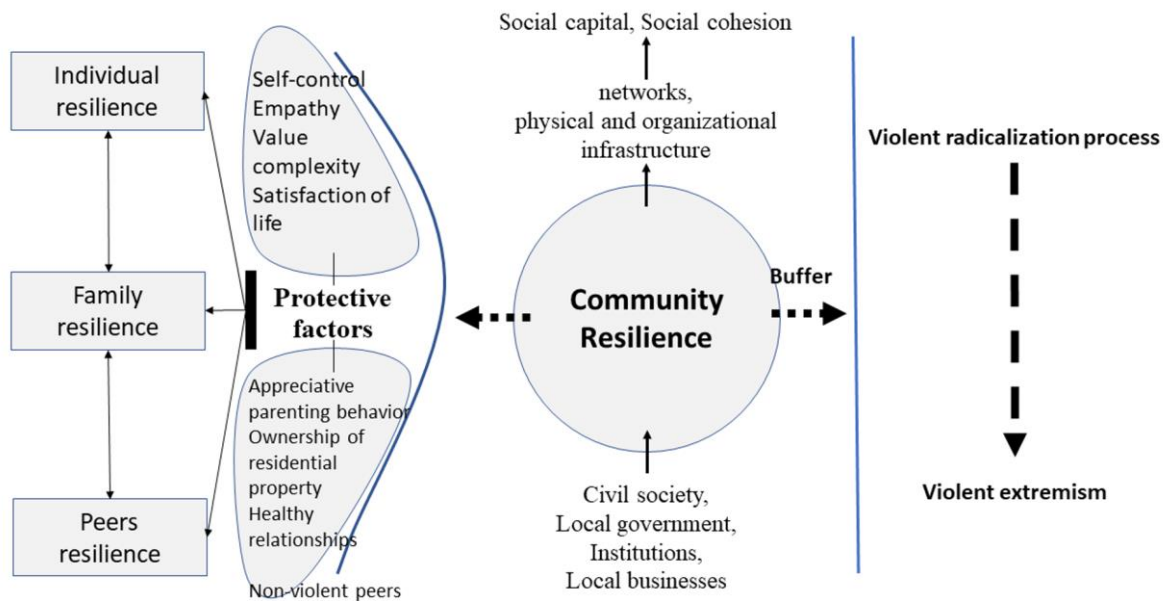 Individual
resilience
Family
resilience
Peers
resilience
Self-control
Empathy
Value
complexity
Satisfaction of
life
Protective
factors
Appreciative
parenting behavior
Ownership of
residential
property
Healthy
relationships
Non-violent peers
Social capital, Social cohesion
networks,
physical and organizational
infrastructure
Community
Resilience
Buffer
Civil society,
Local government,
Institutions,
Local businesses
Violent radicalization process
Violent extremism